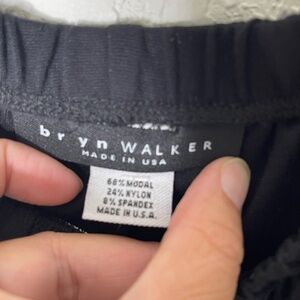 bryn WALKER
MADE IN USA
68% MODAL
24% NYLON
8% SPANDEX
MADE IN U.S.A.